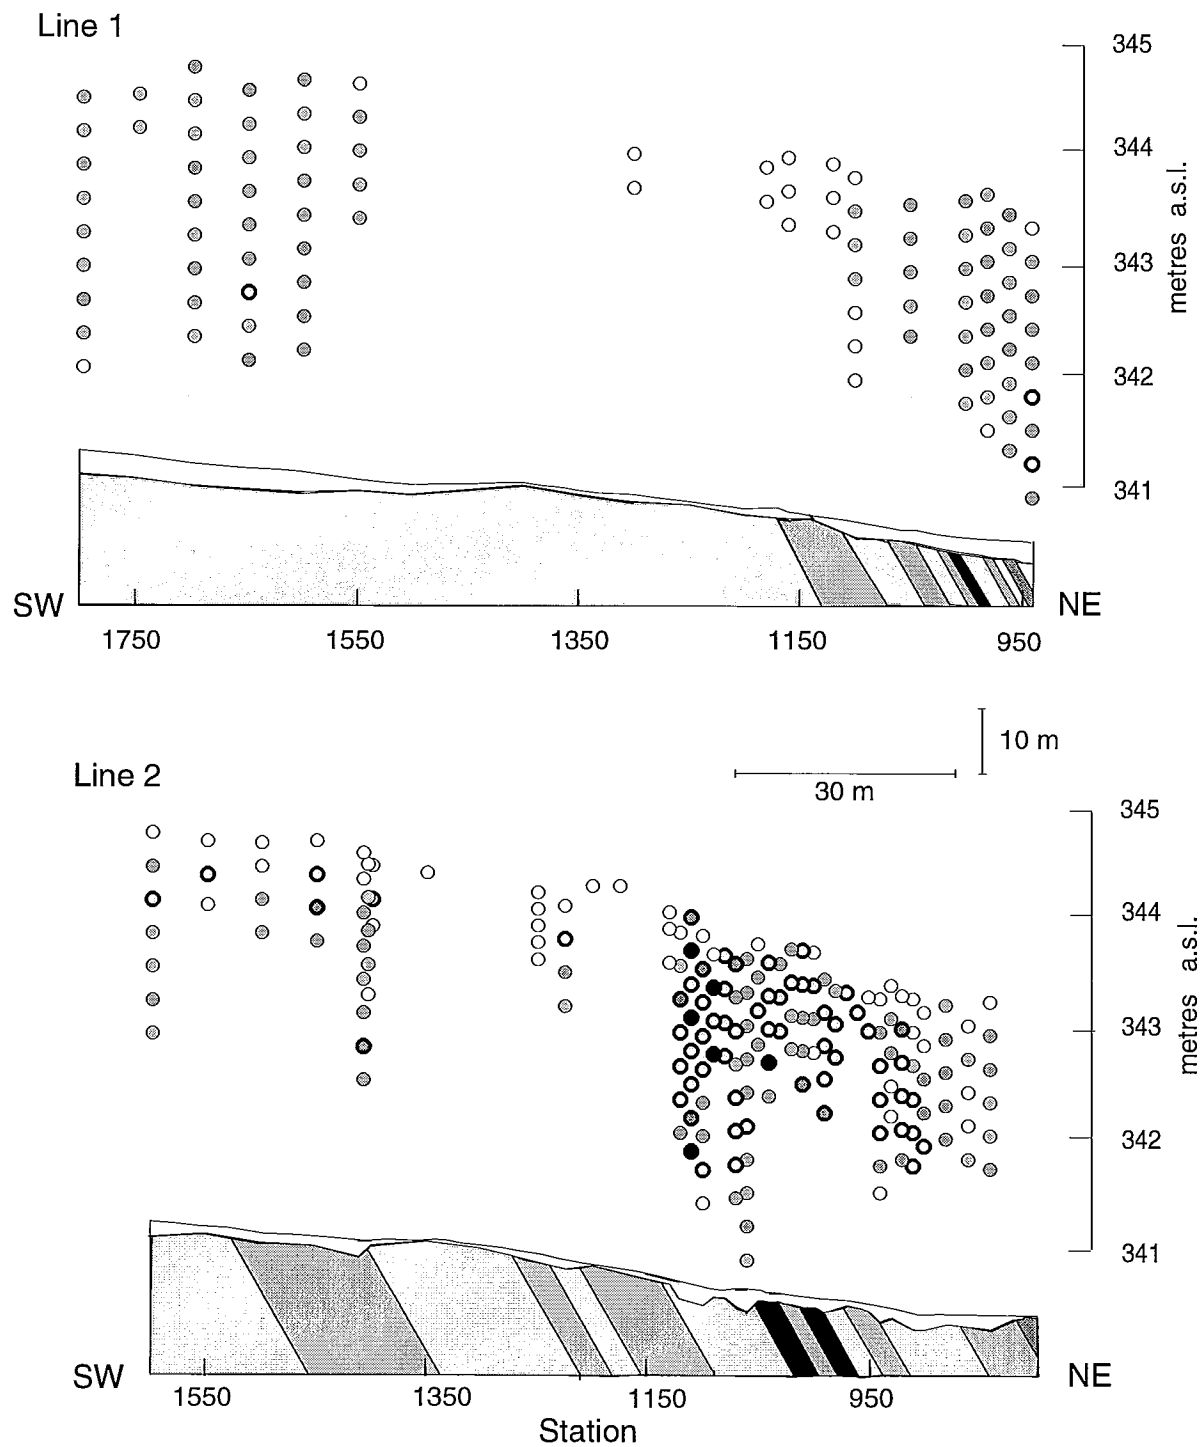 Line 1
345
344
343
342
341
metres a.s.l.
SW
NE
1750 1550 1350 1150 950
10 m
30 m
Line 2
345
344
343
342
341
metres a.s.l.
SW
NE
1550 1350 1150 950
Station